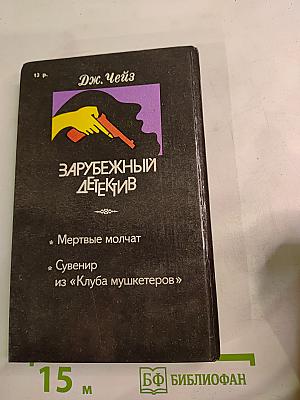 13 р.
Дж. Чейз
ЗАРУБЕЖНЫЙ
ДЕТЕКТИВ
* Мертвые молчат
* Сувенир
из «Клуба мушкетеров»
15 м
БФ БИБЛИОФАН